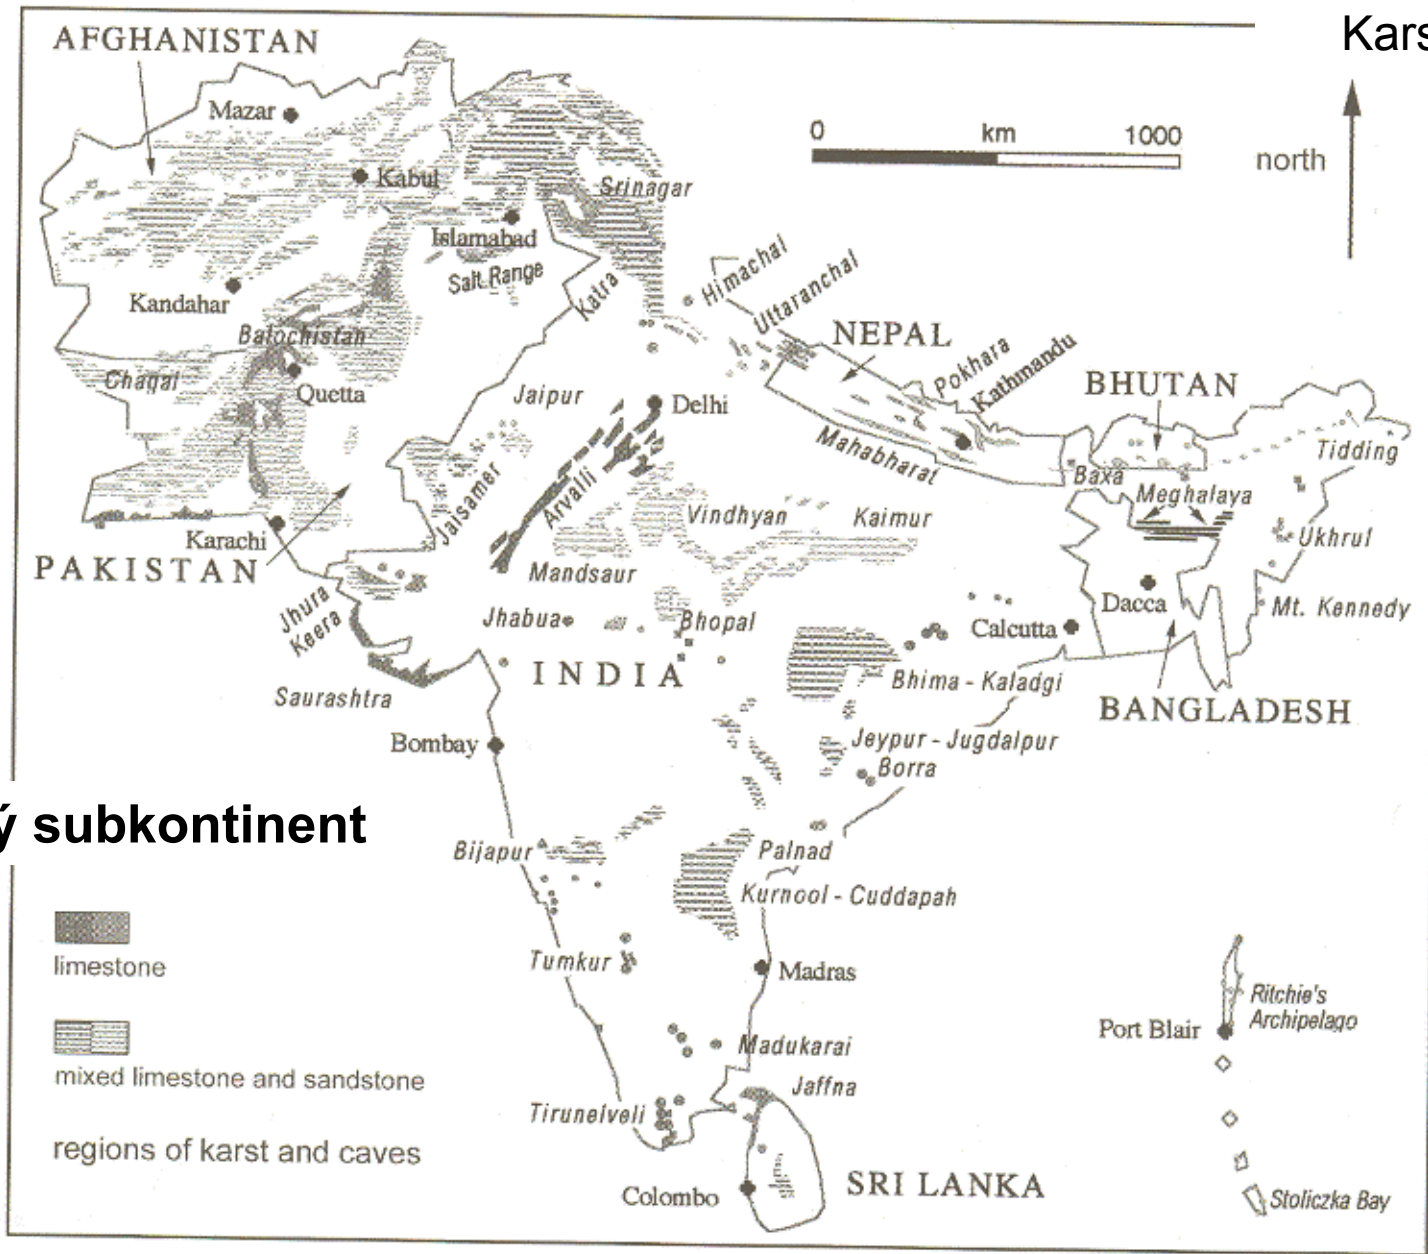 Kars
AFGHANISTAN
Mazar
0 km 1000
north
Kabul
Srinagar
Islamabad
Salt Range
Katra
Himachal
Uttaranchal
Kandahar
Balochistan
NEPAL
Pokhara
Kathmandu
Chagai
Quetta
Jaipur
Delhi
BHUTAN
Mahabharat
Tidding
Baxa
Meghalaya
Jaisamer
Arvalli
Vindhyan
Kaimur
Ukhrul
Karachi
PAKISTAN
Mandsaur
Jhura
Keera
Jhabua
Bhopal
Dacca
Mt. Kennedy
Calcutta
INDIA
Bhima - Kaladgi
Saurashtra
BANGLADESH
Bombay
Jeypur - Jugdalpur
Borra
ý subkontinent
Bijapur
Palnad
Kurnool - Cuddapah
limestone
Tumkur
Madras
Ritchie's
Archipelago
Port Blair
mixed limestone and sandstone
Madukarai
Jaffna
Tirunelveli
regions of karst and caves
Colombo
SRI LANKA
Stoliczka Bay